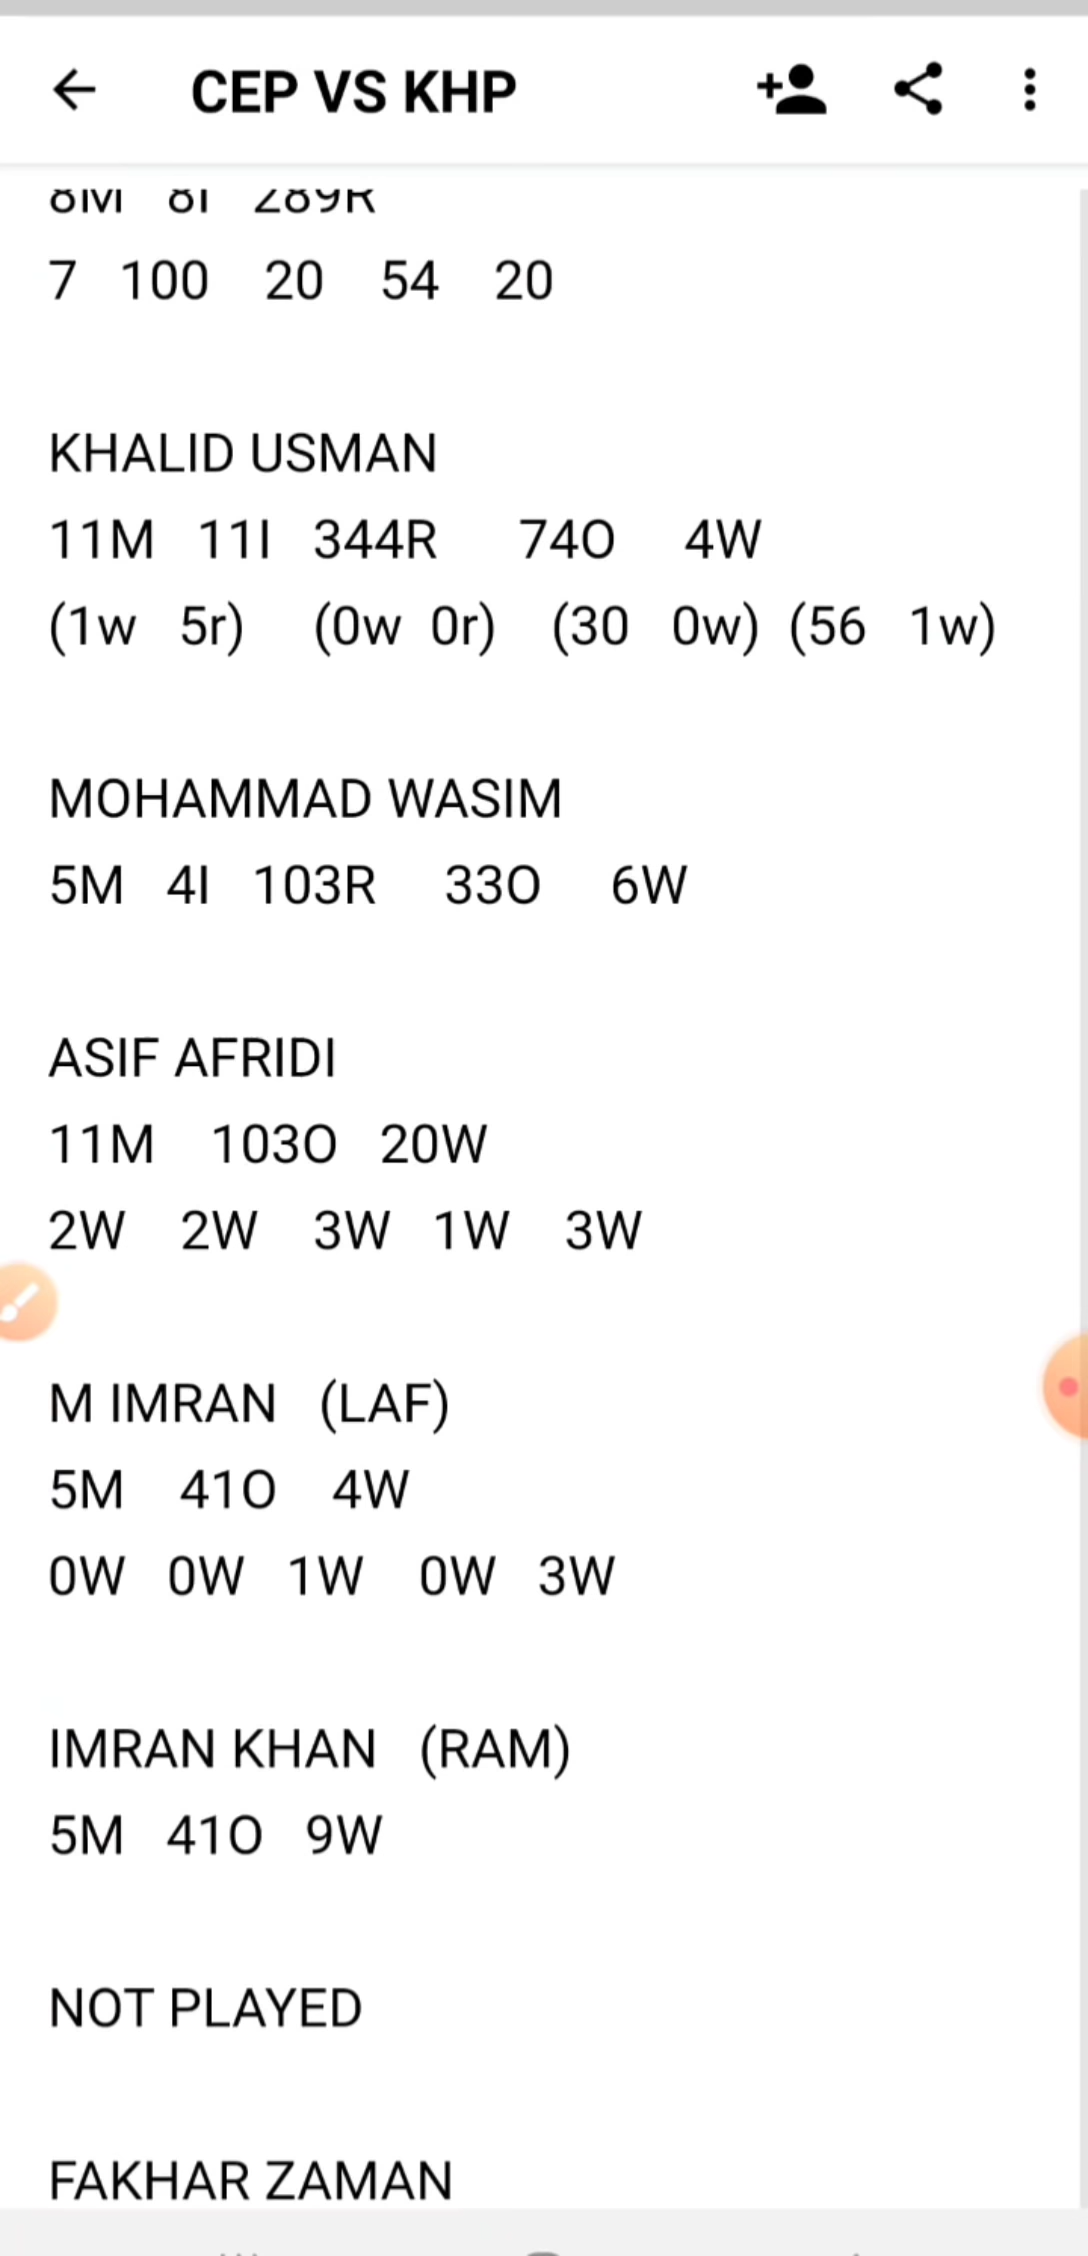 CEP VS KHP
8M 8I 289R
7 100 20 54 20
KHALID USMAN
11M 11I 344R 74O 4W
(1w 5r) (0w 0r) (30 0w) (56 1w)
MOHAMMAD WASIM
5M 4I 103R 33O 6W
ASIF AFRIDI
11M 103O 20W
2W 2W 3W 1W 3W
M IMRAN (LAF)
5M 41O 4W
0W 0W 1W 0W 3W
IMRAN KHAN (RAM)
5M 41O 9W
NOT PLAYED
FAKHAR ZAMAN